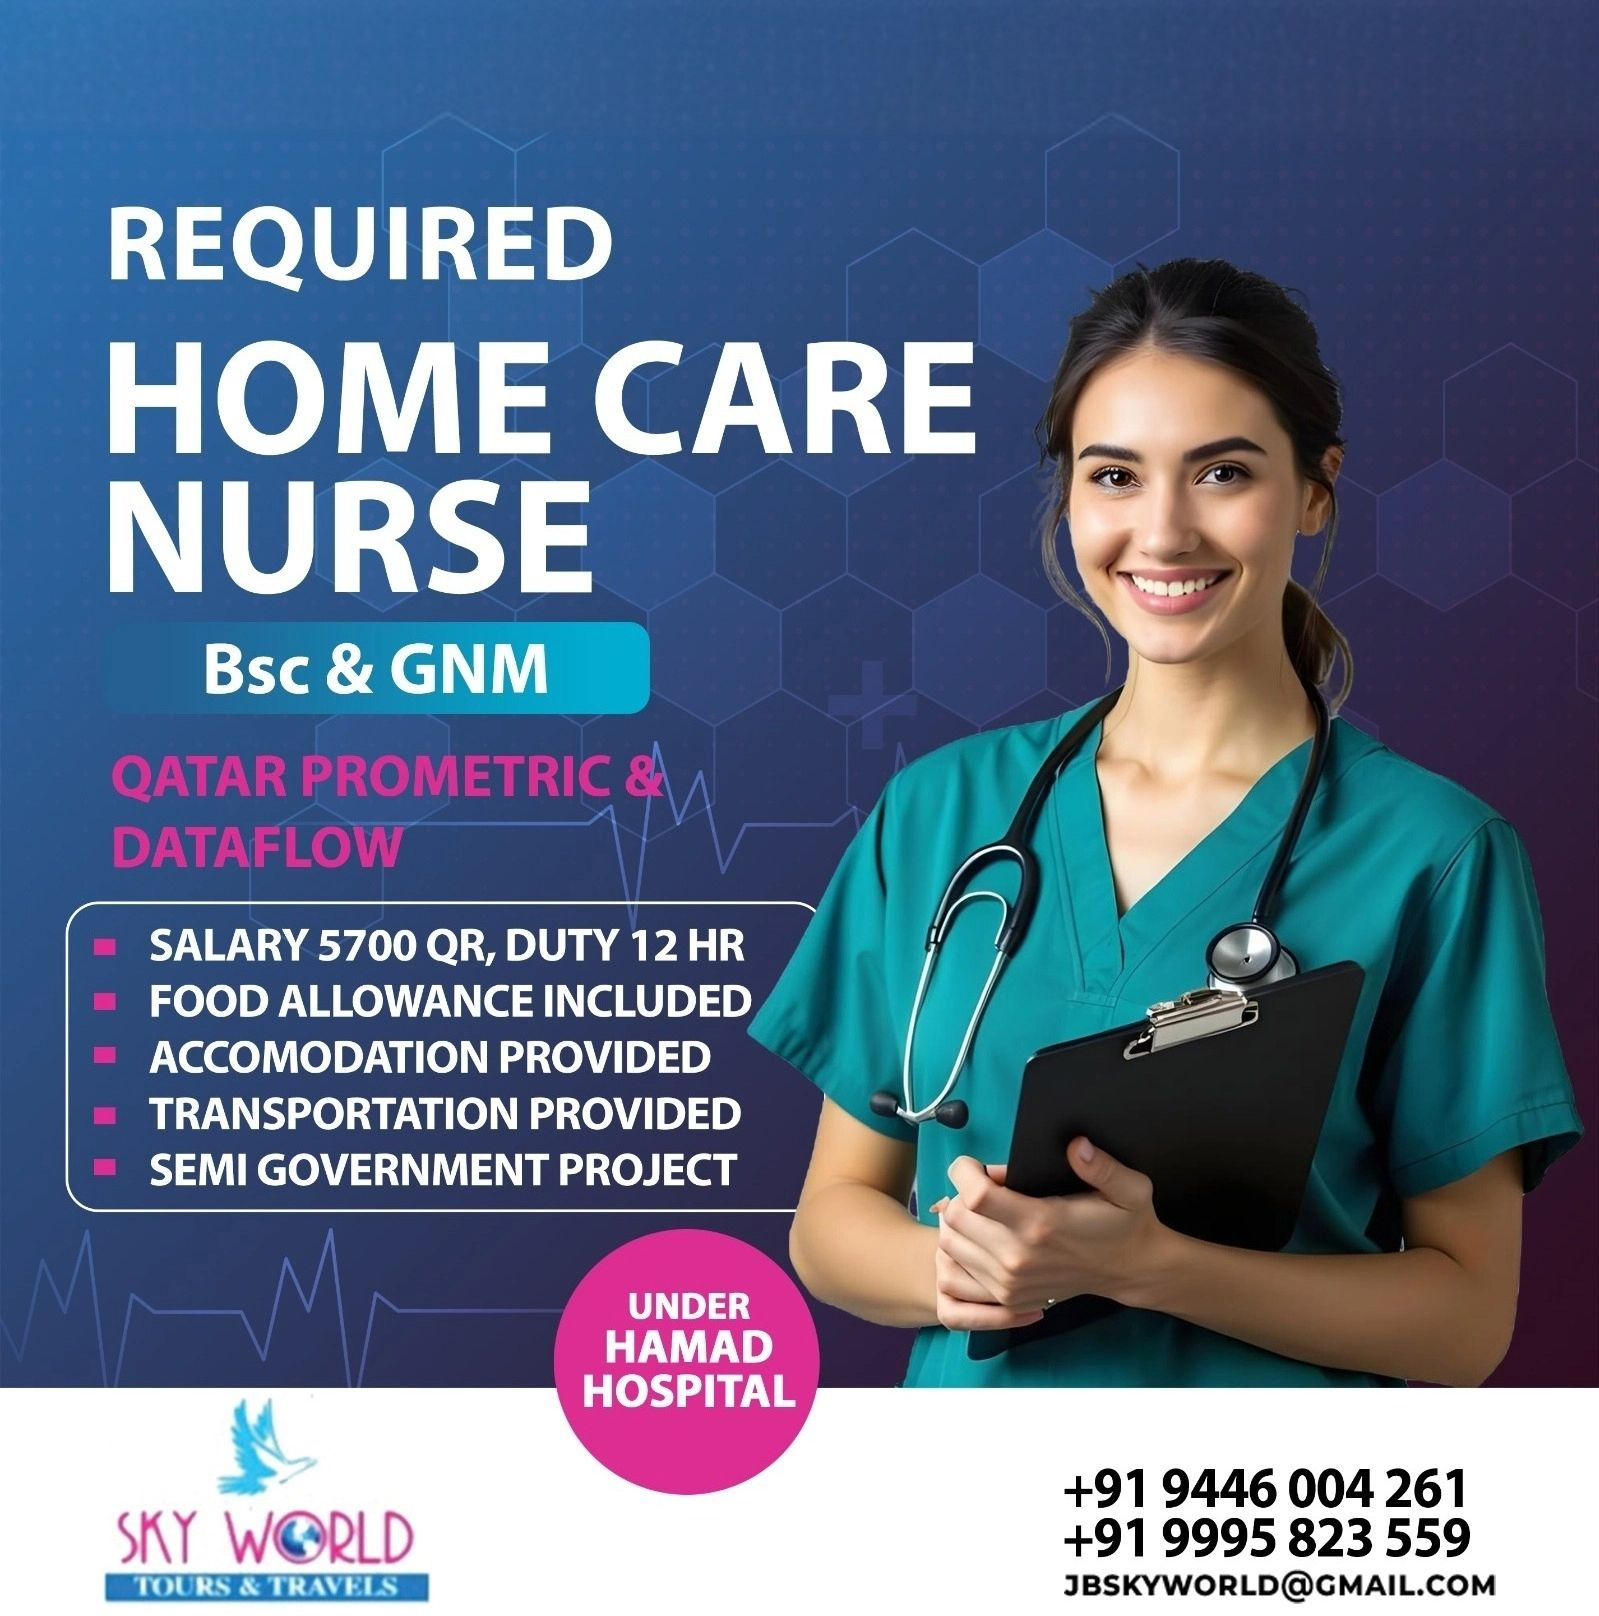 REQUIRED
HOME CARE
NURSE
Bsc & GNM
QATAR PROMETRIC &
DATAFLOW
SALARY 5700 QR, DUTY 12 HR
FOOD ALLOWANCE INCLUDED
ACCOMODATION PROVIDED
TRANSPORTATION PROVIDED
SEMI GOVERNMENT PROJECT
UNDER
HAMAD
HOSPITAL
SKY WORLD
TOURS & TRAVELS
+91 9446 004 261
+91 9995 823 559
JBSKYWORLD@GMAIL.COM